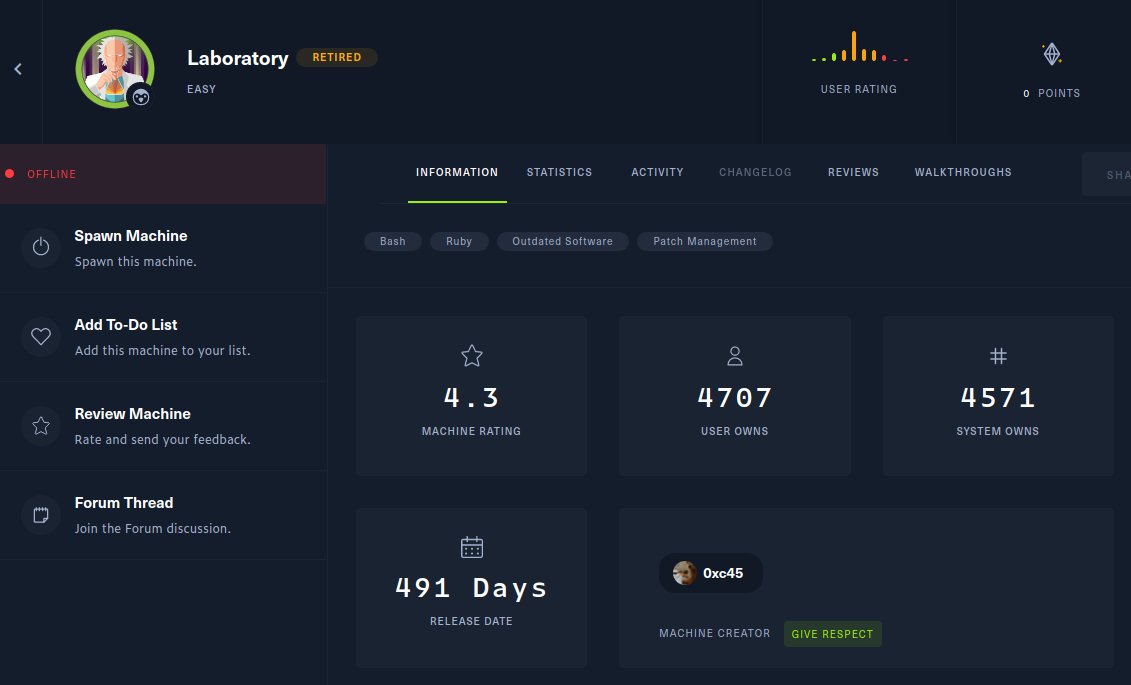 Laboratory RETIRED
EASY
USER RATING
0 POINTS
OFFLINE
INFORMATION STATISTICS ACTIVITY CHANGELOG REVIEWS WALKTHROUGHS
Spawn Machine
Spawn this machine.
Add To-Do List
Add this machine to your list.
Review Machine
Rate and send your feedback.
Forum Thread
Join the Forum discussion.
Bash Ruby Outdated Software Patch Management
4.3
MACHINE RATING
4707
USER OWNS
4571
SYSTEM OWNS
491 Days
RELEASE DATE
0xc45
MACHINE CREATOR GIVE RESPECT